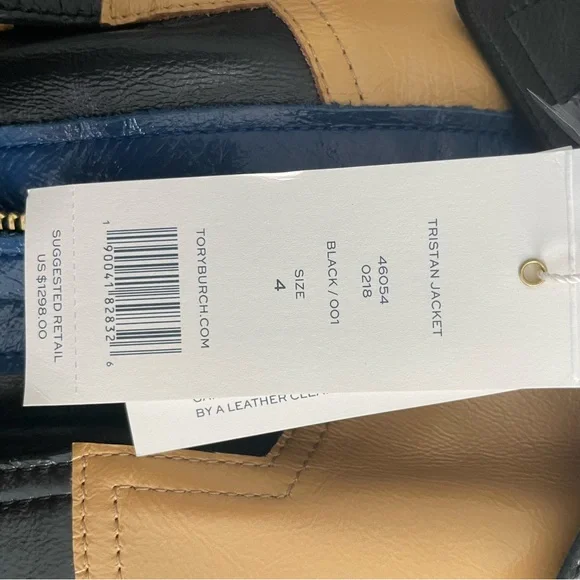 TRISTAN JACKET
46054
0218
BLACK / 001
SIZE
4
TORYBURCH.COM
1 90041 82832 6
SUGGESTED RETAIL
US $1298.00
BY A LEATHER